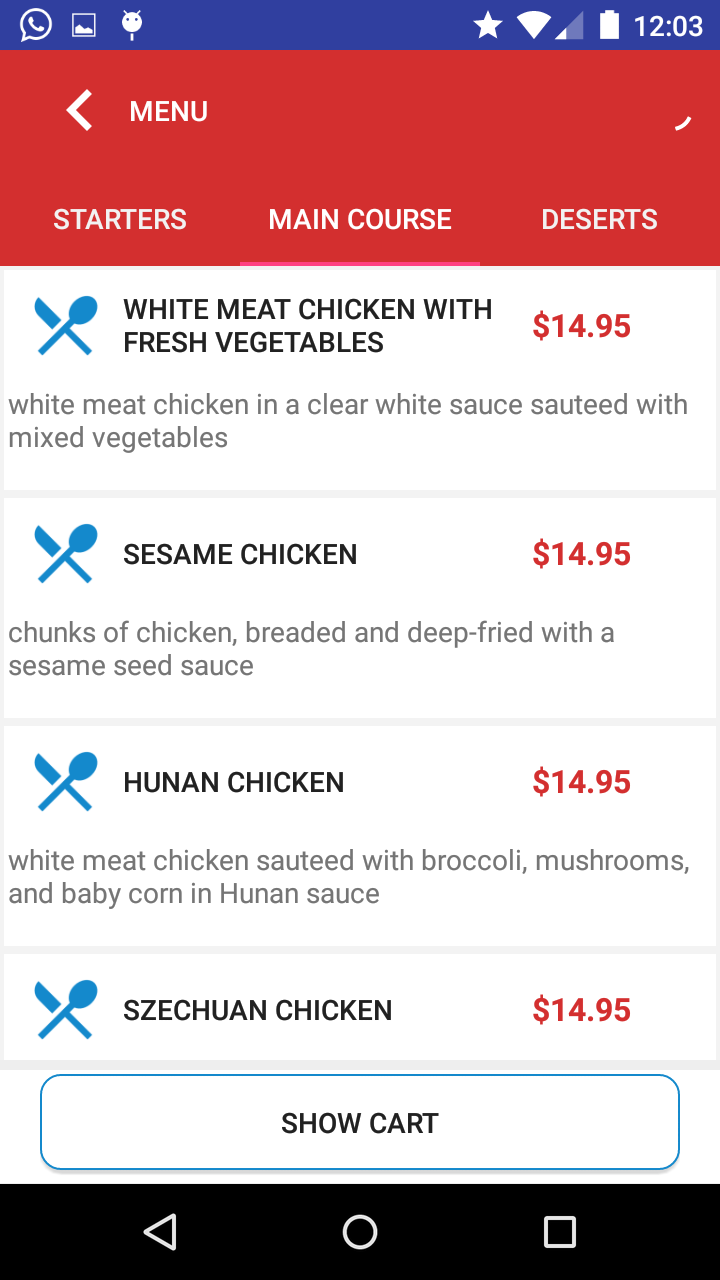 12:03
MENU
STARTERS
MAIN COURSE
DESERTS
WHITE MEAT CHICKEN WITH
FRESH VEGETABLES
$14.95
white meat chicken in a clear white sauce sauteed with
mixed vegetables
SESAME CHICKEN
$14.95
chunks of chicken, breaded and deep-fried with a
sesame seed sauce
HUNAN CHICKEN
$14.95
white meat chicken sauteed with broccoli, mushrooms,
and baby corn in Hunan sauce
SZECHUAN CHICKEN
$14.95
SHOW CART